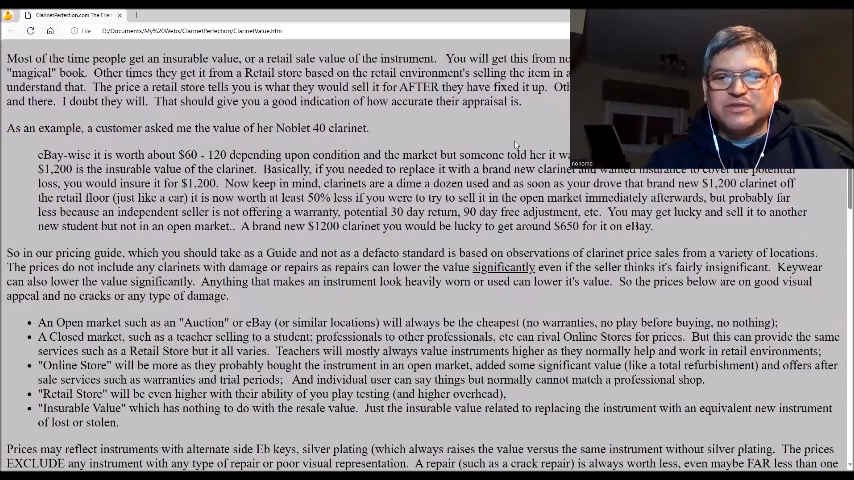 ClarinetPerfection.com The Frier
File | D:/Documents/My%20Webs/ClarinetPerfection/ClarinetValue.htm
Most of the time people get an insurable value, or a retail sale value of the instrument. You will get this from no
"magical" book. Other times they get it from a Retail store based on the retail environment's selling the item in a
understand that. The price a retail store tells you is what they would sell it for AFTER they have fixed it up. Ot
and there. I doubt they will. That should give you a good indication of how accurate their appraisal is.
nohome
As an example, a customer asked me the value of her Noblet 40 clarinet.
eBay-wise it is worth about $60 - 120 depending upon condition and the market but someone told her it wa
$1,200 is the insurable value of the clarinet. Basically, if you needed to replace it with a brand new clarinet and wanted insurance to cover the potential
loss, you would insure it for $1,200. Now keep in mind, clarinets are a dime a dozen used and as soon as your drove that brand new $1,200 clarinet off
the retail floor (just like a car) it is now worth at least 50% less if you were to try to sell it in the open market immediately afterwards, but probably far
less because an independent seller is not offering a warranty, potential 30 day return, 90 day free adjustment, etc. You may get lucky and sell it to another
new student but not in an open market.. A brand new $1200 clarinet you would be lucky to get around $650 for it on eBay.
So in our pricing guide, which you should take as a Guide and not as a defacto standard is based on observations of clarinet price sales from a variety of locations.
The prices do not include any clarinets with damage or repairs as repairs can lower the value significantly even if the seller thinks it's fairly insignificant. Keywear
can also lower the value significantly. Anything that makes an instrument look heavily worn or used can lower it's value. So the prices below are on good visual
appeal and no cracks or any type of damage.
• An Open market such as an "Auction" or eBay (or similar locations) will always be the cheapest (no warranties, no play before buying, no nothing);
• A Closed market, such as a teacher selling to a student; professionals to other professionals, etc can rival Online Stores for prices. But this can provide the same
services such as a Retail Store but it all varies. Teachers will mostly always value instruments higher as they normally help and work in retail environments;
• "Online Store" will be more as they probably bought the instrument in an open market, added some significant value (like a total refurbishment) and offers after
sale services such as warranties and trial periods; And individual user can say things but normally cannot match a professional shop.
• "Retail Store" will be even higher with their ability of you play testing (and higher overhead),
• "Insurable Value" which has nothing to do with the resale value. Just the insurable value related to replacing the instrument with an equivalent new instrument
of lost or stolen.
Prices may reflect instruments with alternate side Eb keys, silver plating (which always raises the value versus the same instrument without silver plating. The prices
EXCLUDE any instrument with any type of repair or poor visual representation. A repair (such as a crack repair) is always worth less, even maybe FAR less than one